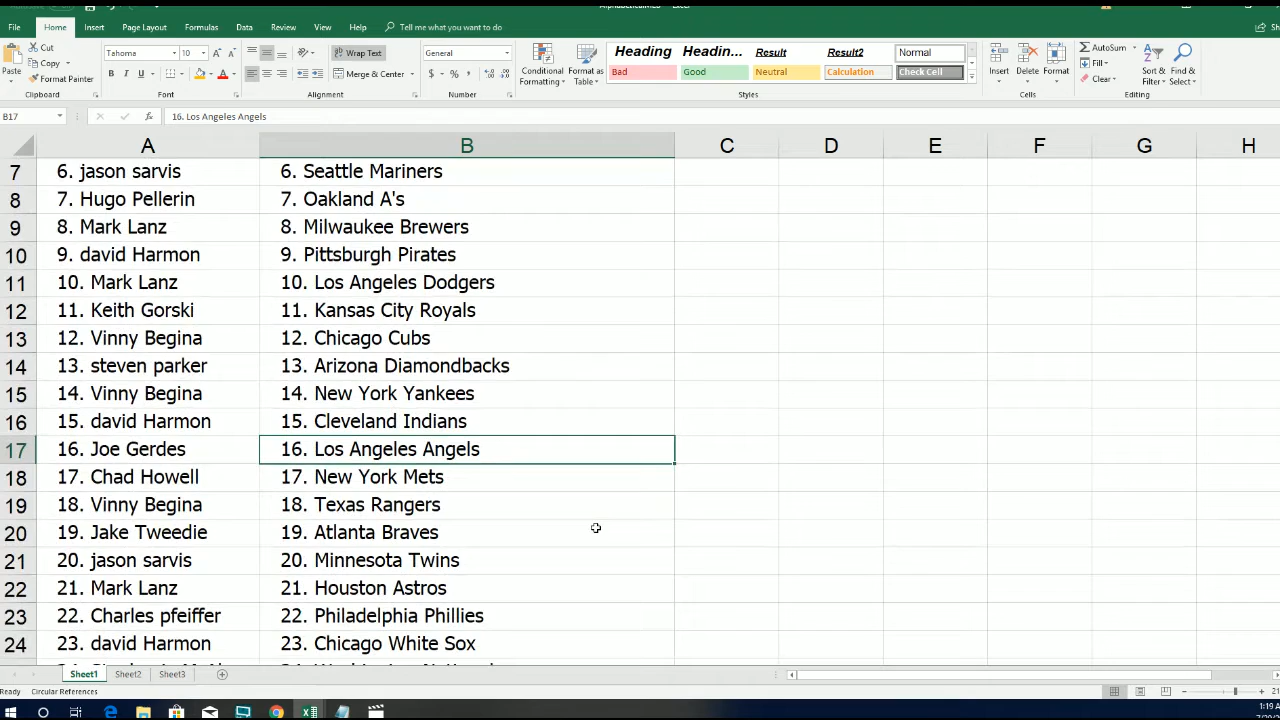 File Home Insert Page Layout Formulas Data Review View Help Tell me what you want to do
Cut
Copy
Format Painter
Paste
Clipboard
Tahoma 10
Font
Wrap Text
Merge & Center
Alignment
General
Number
Conditional Formatting
Format as Table
Heading Headin... Result Result2 Normal
Bad Good Neutral Calculation Check Cell
Styles
Insert Delete Format
Cells
AutoSum
Fill
Clear
Sort & Filter
Find & Select
Editing
B17 16. Los Angeles Angels
A B C D E F G H
7 6. jason sarvis 6. Seattle Mariners
8 7. Hugo Pellerin 7. Oakland A's
9 8. Mark Lanz 8. Milwaukee Brewers
10 9. david Harmon 9. Pittsburgh Pirates
11 10. Mark Lanz 10. Los Angeles Dodgers
12 11. Keith Gorski 11. Kansas City Royals
13 12. Vinny Begina 12. Chicago Cubs
14 13. steven parker 13. Arizona Diamondbacks
15 14. Vinny Begina 14. New York Yankees
16 15. david Harmon 15. Cleveland Indians
17 16. Joe Gerdes 16. Los Angeles Angels
18 17. Chad Howell 17. New York Mets
19 18. Vinny Begina 18. Texas Rangers
20 19. Jake Tweedie 19. Atlanta Braves
21 20. jason sarvis 20. Minnesota Twins
22 21. Mark Lanz 21. Houston Astros
23 22. Charles pfeiffer 22. Philadelphia Phillies
24 23. david Harmon 23. Chicago White Sox
Sheet1 Sheet2 Sheet3
Ready Circular References
1:19 A